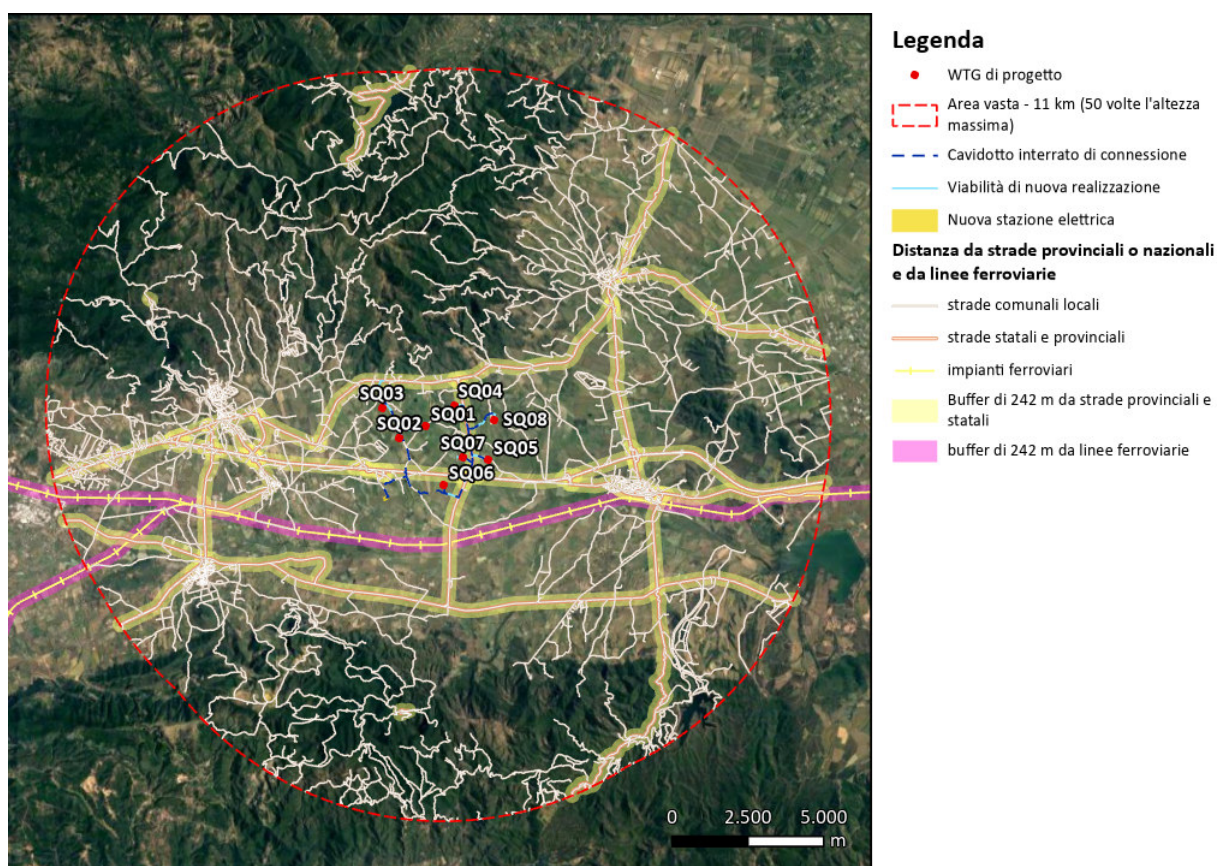 SQ03
SQ04
SQ01
SQ08
SQ02
SQ07
SQ05
SQ06
0 2.500 5.000
m
Legenda
WTG di progetto
Area vasta - 11 km (50 volte l'altezza
massima)
Cavidotto interrato di connessione
Viabilità di nuova realizzazione
Nuova stazione elettrica
Distanza da strade provinciali o nazionali
e da linee ferroviarie
strade comunali locali
strade statali e provinciali
impianti ferroviari
Buffer di 242 m da strade provinciali e
statali
buffer di 242 m da linee ferroviarie